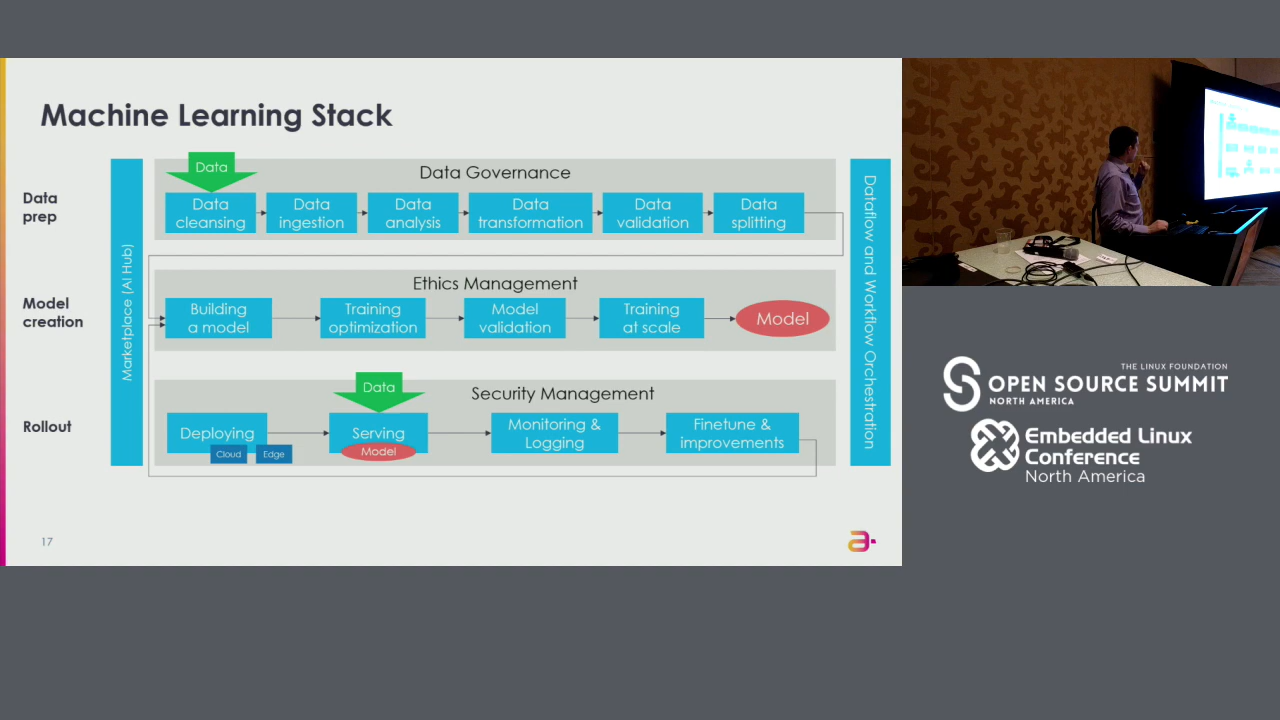 Machine Learning Stack
Data
prep
Model
creation
Rollout
Marketplace (AI Hub)
Data
Data Governance
Data
cleansing
Data
ingestion
Data
analysis
Data
transformation
Data
validation
Data
splitting
Ethics Management
Building
a model
Training
optimization
Model
validation
Training
at scale
Model
Data
Security Management
Deploying
Cloud
Edge
Serving
Model
Monitoring &
Logging
Finetune &
improvements
Dataflow and Workflow Orchestration
17
THE LINUX FOUNDATION
OPEN SOURCE SUMMIT
NORTH AMERICA
Embedded Linux
Conference
North America